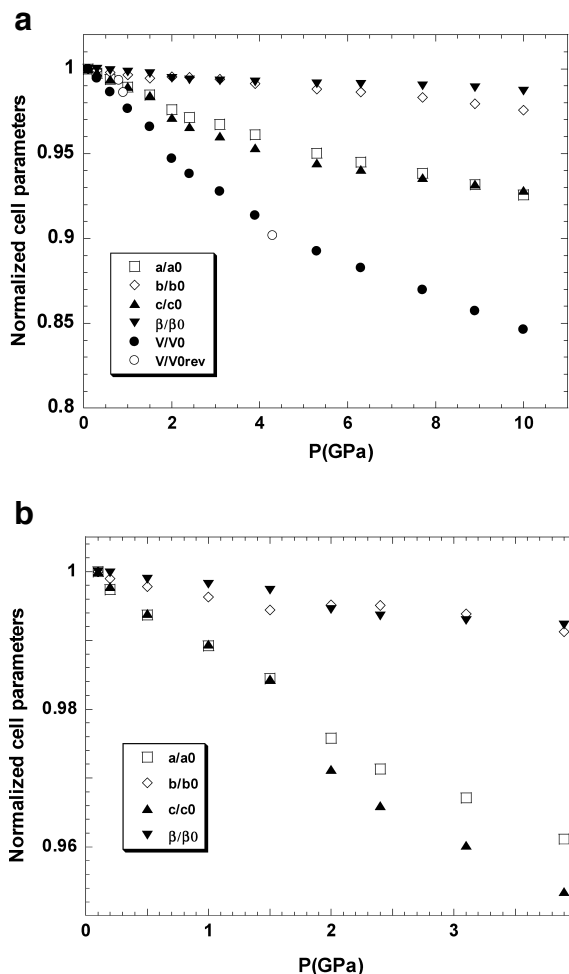 a
Normalized cell parameters
1
0.95
0.9
0.85
0.8
a/a0
b/b0
c/c0
β/β0
V/V0
V/V0rev
0 2 4 6 8 10
P(GPa)
b
Normalized cell parameters
1
0.98
0.96
a/a0
b/b0
c/c0
β/β0
0 1 2 3
P(GPa)